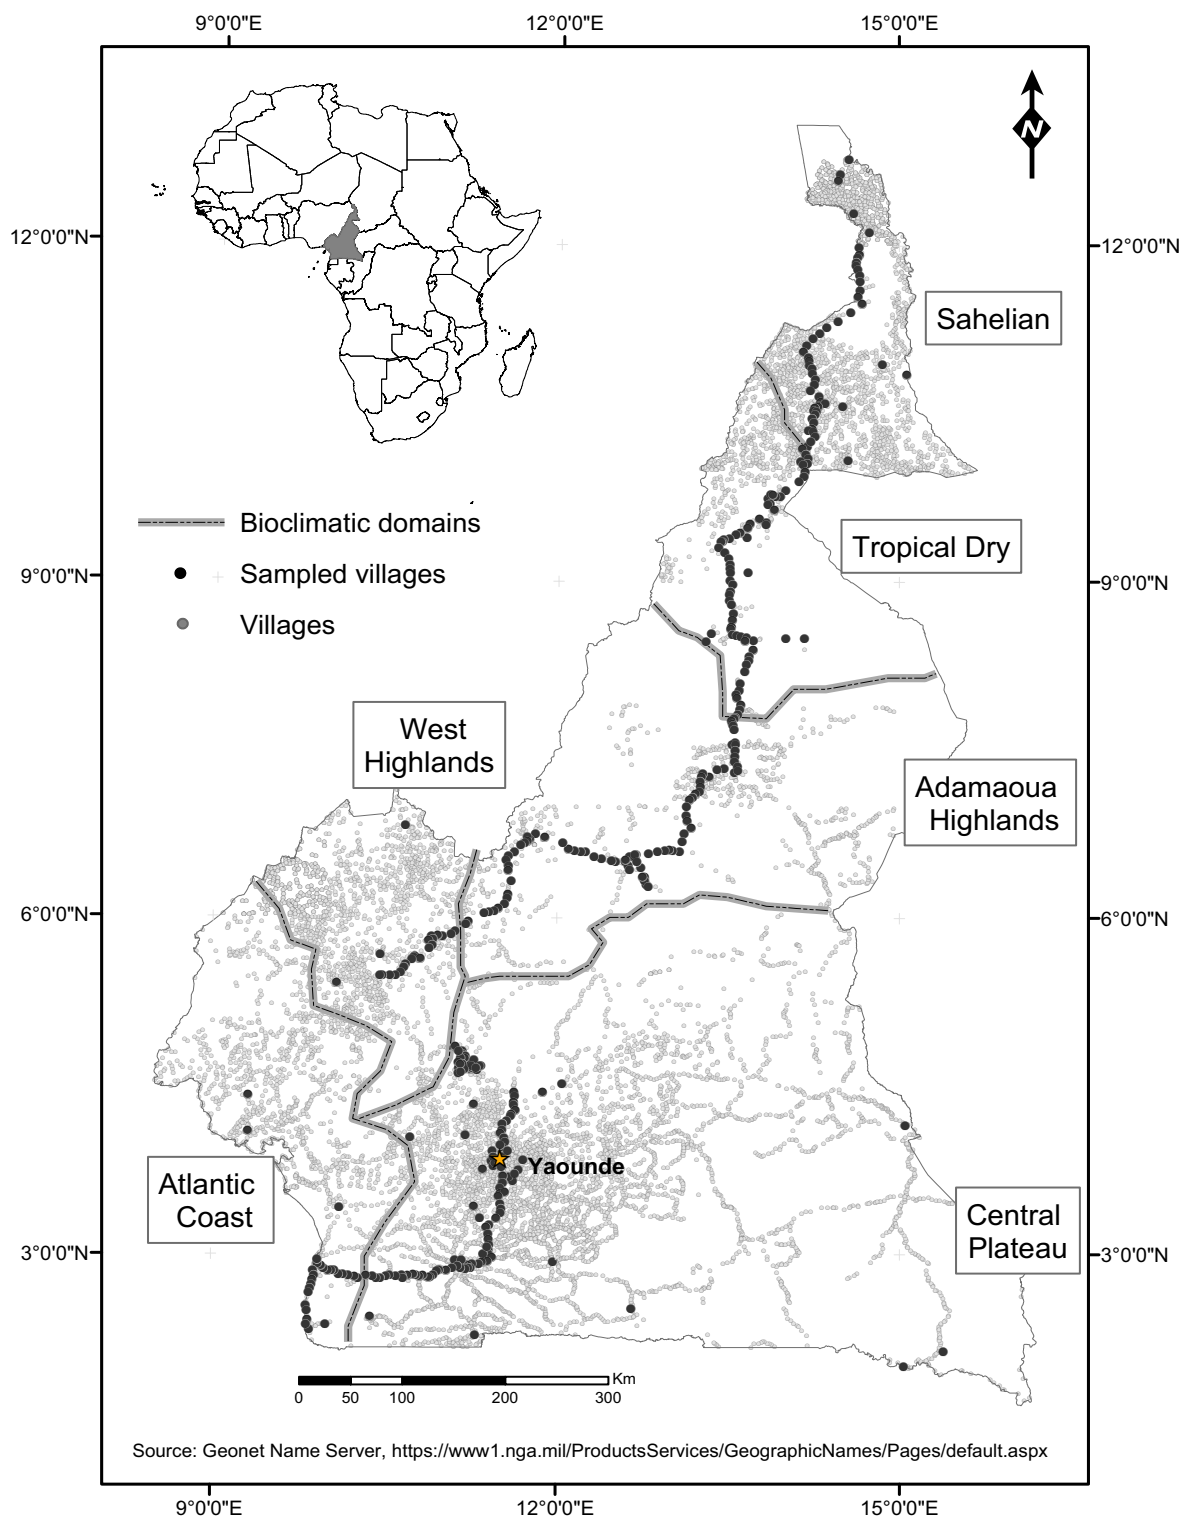 9°0'0"E
12°0'0"E
15°0'0"E
N
12°0'0"N
12°0'0"N
Sahelian
Bioclimatic domains
Sampled villages
Villages
Tropical Dry
9°0'0"N
9°0'0"N
West
Highlands
Adamaoua
Highlands
6°0'0"N
6°0'0"N
Yaounde
Atlantic
Coast
Central
Plateau
3°0'0"N
3°0'0"N
Km
0 50 100 200 300
Source: Geonet Name Server, https://www1.nga.mil/ProductsServices/GeographicNames/Pages/default.aspx
9°0'0"E
12°0'0"E
15°0'0"E